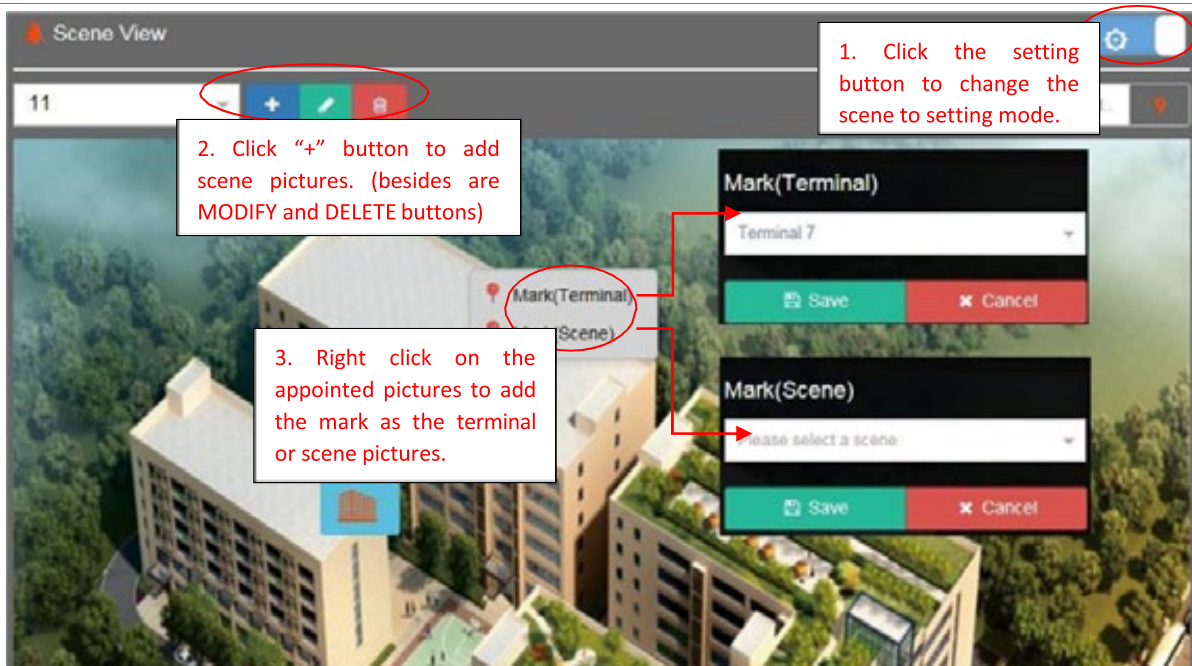 Scene View
1. Click the setting
button to change the
scene to setting mode.
11
2. Click “+” button to add
scene pictures. (besides are
MODIFY and DELETE buttons)
Mark(Terminal)
Terminal 7
Save
Cancel
Mark(Terminal)
(Scene)
3. Right click on the
appointed pictures to add
the mark as the terminal
or scene pictures.
Mark(Scene)
Please select a scene
Save
Cancel